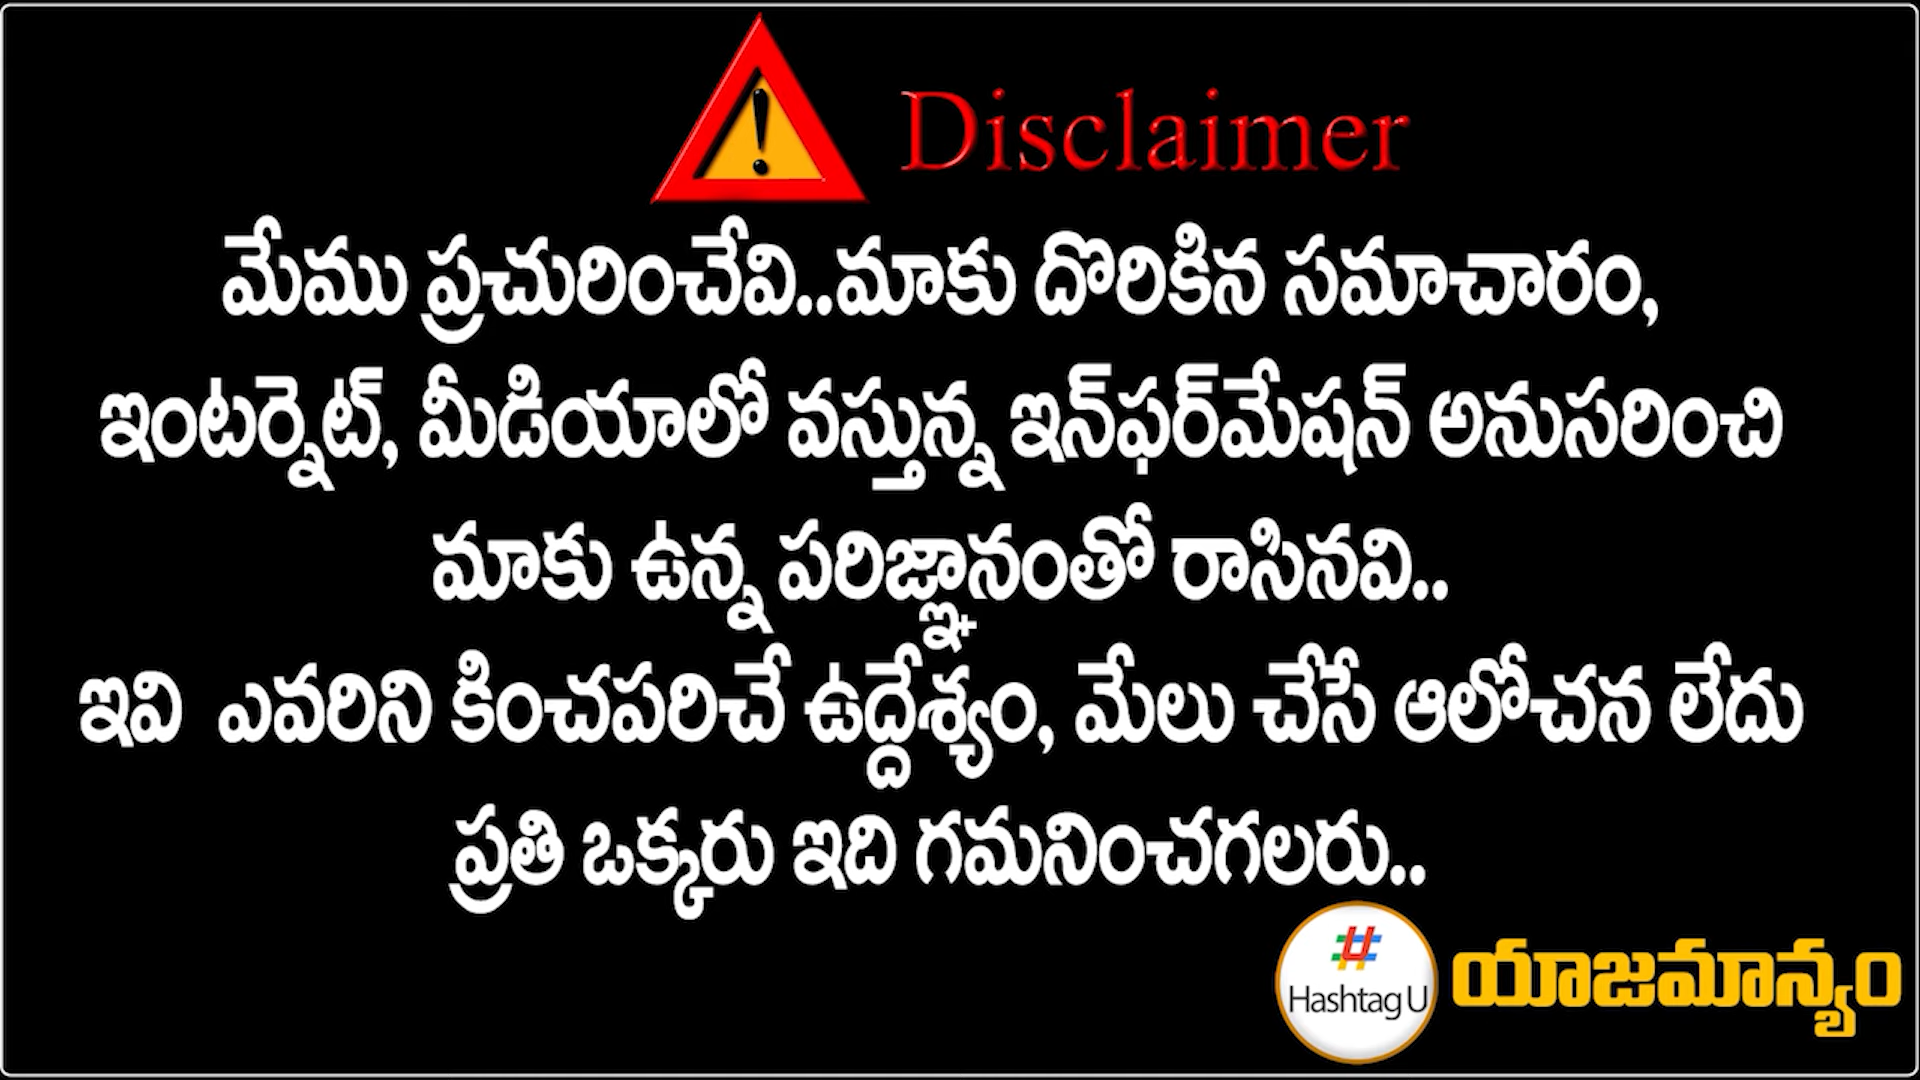 Disclaimer
మేము ప్రచురించేవి..మాకు దొరికిన సమాచారం,
ఇంటర్నెట్, మీడియాలో వస్తున్న ఇన్‌ఫర్‌మేషన్ అనుసరించి
మాకు ఉన్న పరిజ్ఞానంతో రాసినవి..
ఇవి ఎవరిని కించపరిచే ఉద్దేశ్యం, మేలు చేసే ఆలోచన లేదు
ప్రతి ఒక్కరు ఇది గమనించగలరు..
Hashtag U యాజమాన్యం